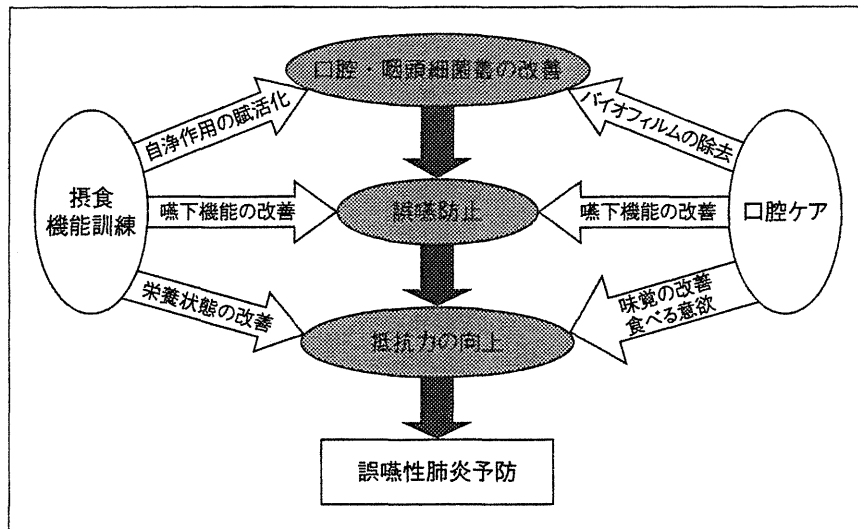 口腔・咽頭細菌叢の改善
自浄作用の賦活化
バイオフィルムの除去
摂食
機能訓練
嚥下機能の改善
誤嚥防止
嚥下機能の改善
口腔ケア
栄養状態の改善
味覚の改善
食べる意欲
抵抗力の向上
誤嚥性肺炎予防